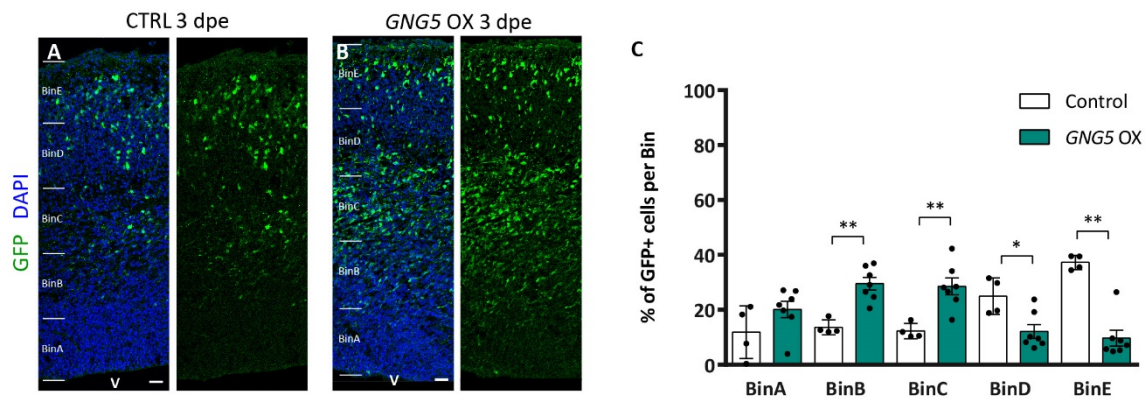 CTRL 3 dpe
GNG5 OX 3 dpe
C
A
B
BinE
BinD
BinC
BinB
BinA
V
BinE
BinD
BinC
BinB
BinA
V
GFP DAPI
% of GFP+ cells per Bin
100
80
60
40
20
0
Control
GNG5 OX
**
**
*
**
BinA BinB BinC BinD BinE